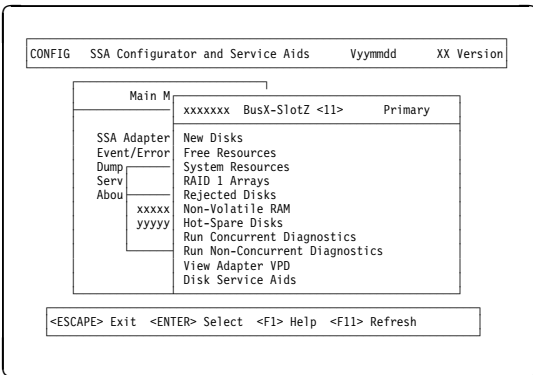 CONFIG SSA Configurator and Service Aids Vyymmdd XX Version
Main M
xxxxxxx BusX-SlotZ <11> Primary
SSA Adapter New Disks
Event/Error Free Resources
Dump System Resources
Serv RAID 1 Arrays
Abou Rejected Disks
xxxxx Non-Volatile RAM
yyyyy Hot-Spare Disks
Run Concurrent Diagnostics
Run Non-Concurrent Diagnostics
View Adapter VPD
Disk Service Aids
<ESCAPE> Exit <ENTER> Select <F1> Help <F11> Refresh